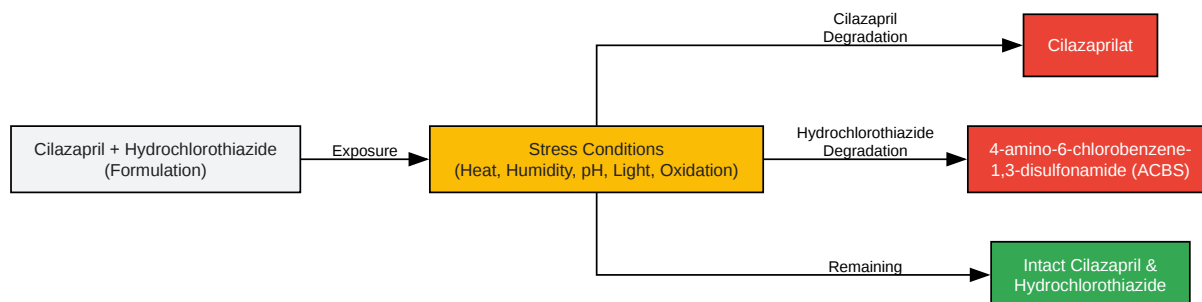 Cilazapril
Degradation
Cilazaprilat
Cilazapril + Hydrochlorothiazide
(Formulation)
Exposure
Stress Conditions
(Heat, Humidity, pH, Light, Oxidation)
Hydrochlorothiazide
Degradation
4-amino-6-chlorobenzene-
1,3-disulfonamide (ACBS)
Remaining
Intact Cilazapril &
Hydrochlorothiazide